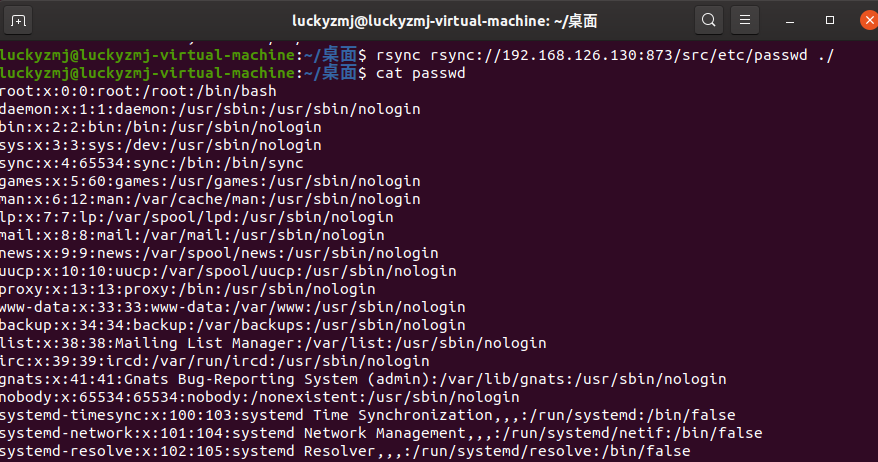 luckyzmj@luckyzmj-virtual-machine: ~/桌面
luckyzmj@luckyzmj-virtual-machine:~/桌面$ rsync rsync://192.168.126.130:873/src/etc/passwd ./
luckyzmj@luckyzmj-virtual-machine:~/桌面$ cat passwd
root:x:0:0:root:/root:/bin/bash
daemon:x:1:1:daemon:/usr/sbin:/usr/sbin/nologin
bin:x:2:2:bin:/bin:/usr/sbin/nologin
sys:x:3:3:sys:/dev:/usr/sbin/nologin
sync:x:4:65534:sync:/bin:/bin/sync
games:x:5:60:games:/usr/games:/usr/sbin/nologin
man:x:6:12:man:/var/cache/man:/usr/sbin/nologin
lp:x:7:7:lp:/var/spool/lpd:/usr/sbin/nologin
mail:x:8:8:mail:/var/mail:/usr/sbin/nologin
news:x:9:9:news:/var/spool/news:/usr/sbin/nologin
uucp:x:10:10:uucp:/var/spool/uucp:/usr/sbin/nologin
proxy:x:13:13:proxy:/bin:/usr/sbin/nologin
www-data:x:33:33:www-data:/var/www:/usr/sbin/nologin
backup:x:34:34:backup:/var/backups:/usr/sbin/nologin
list:x:38:38:Mailing List Manager:/var/list:/usr/sbin/nologin
irc:x:39:39:ircd:/var/run/ircd:/usr/sbin/nologin
gnats:x:41:41:Gnats Bug-Reporting System (admin):/var/lib/gnats:/usr/sbin/nologin
nobody:x:65534:65534:nobody:/nonexistent:/usr/sbin/nologin
systemd-timesync:x:100:103:systemd Time Synchronization,,,:/run/systemd:/bin/false
systemd-network:x:101:104:systemd Network Management,,,:/run/systemd/netif:/bin/false
systemd-resolve:x:102:105:systemd Resolver,,,:/run/systemd/resolve:/bin/false